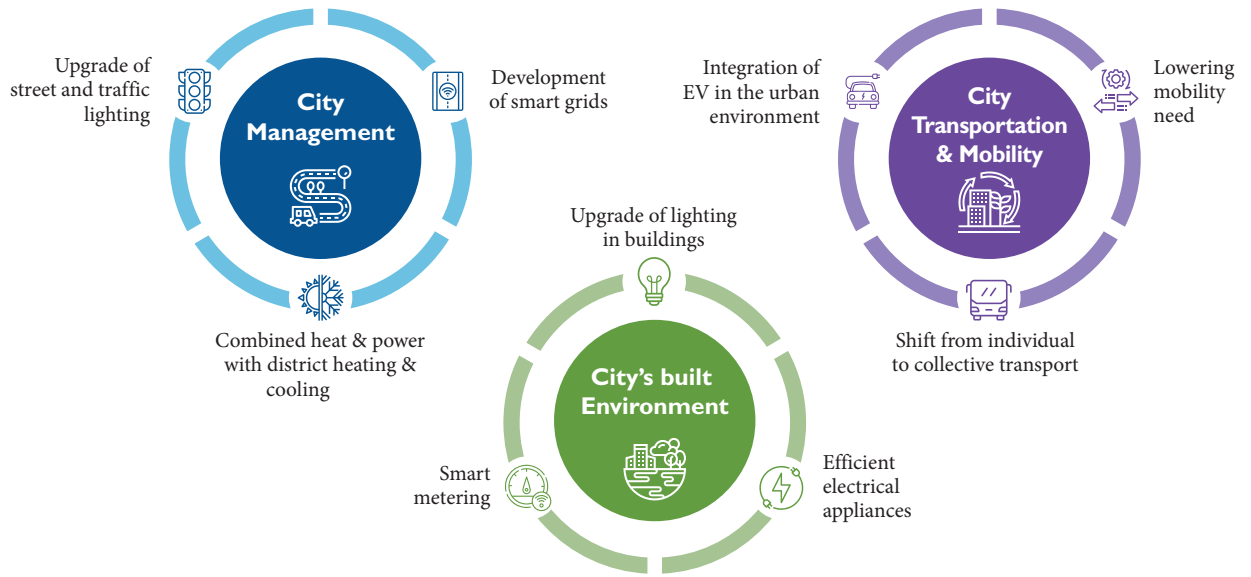 Upgrade of
street and traffic
lighting
City
Management
Development
of smart grids
Combined heat & power
with district heating &
cooling
Integration of
EV in the urban
environment
City
Transportation
& Mobility
Lowering
mobility
need
Shift from individual
to collective transport
Upgrade of lighting
in buildings
City’s built
Environment
Smart
metering
Efficient
electrical
appliances